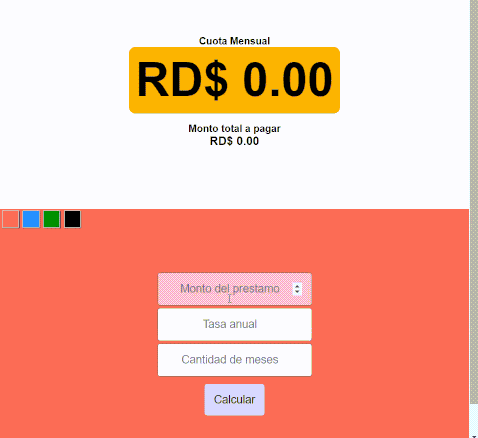 Cuota Mensual
RD$ 0.00
Monto total a pagar
RD$ 0.00
Monto del prestamo
Tasa anual
Cantidad de meses
Calcular